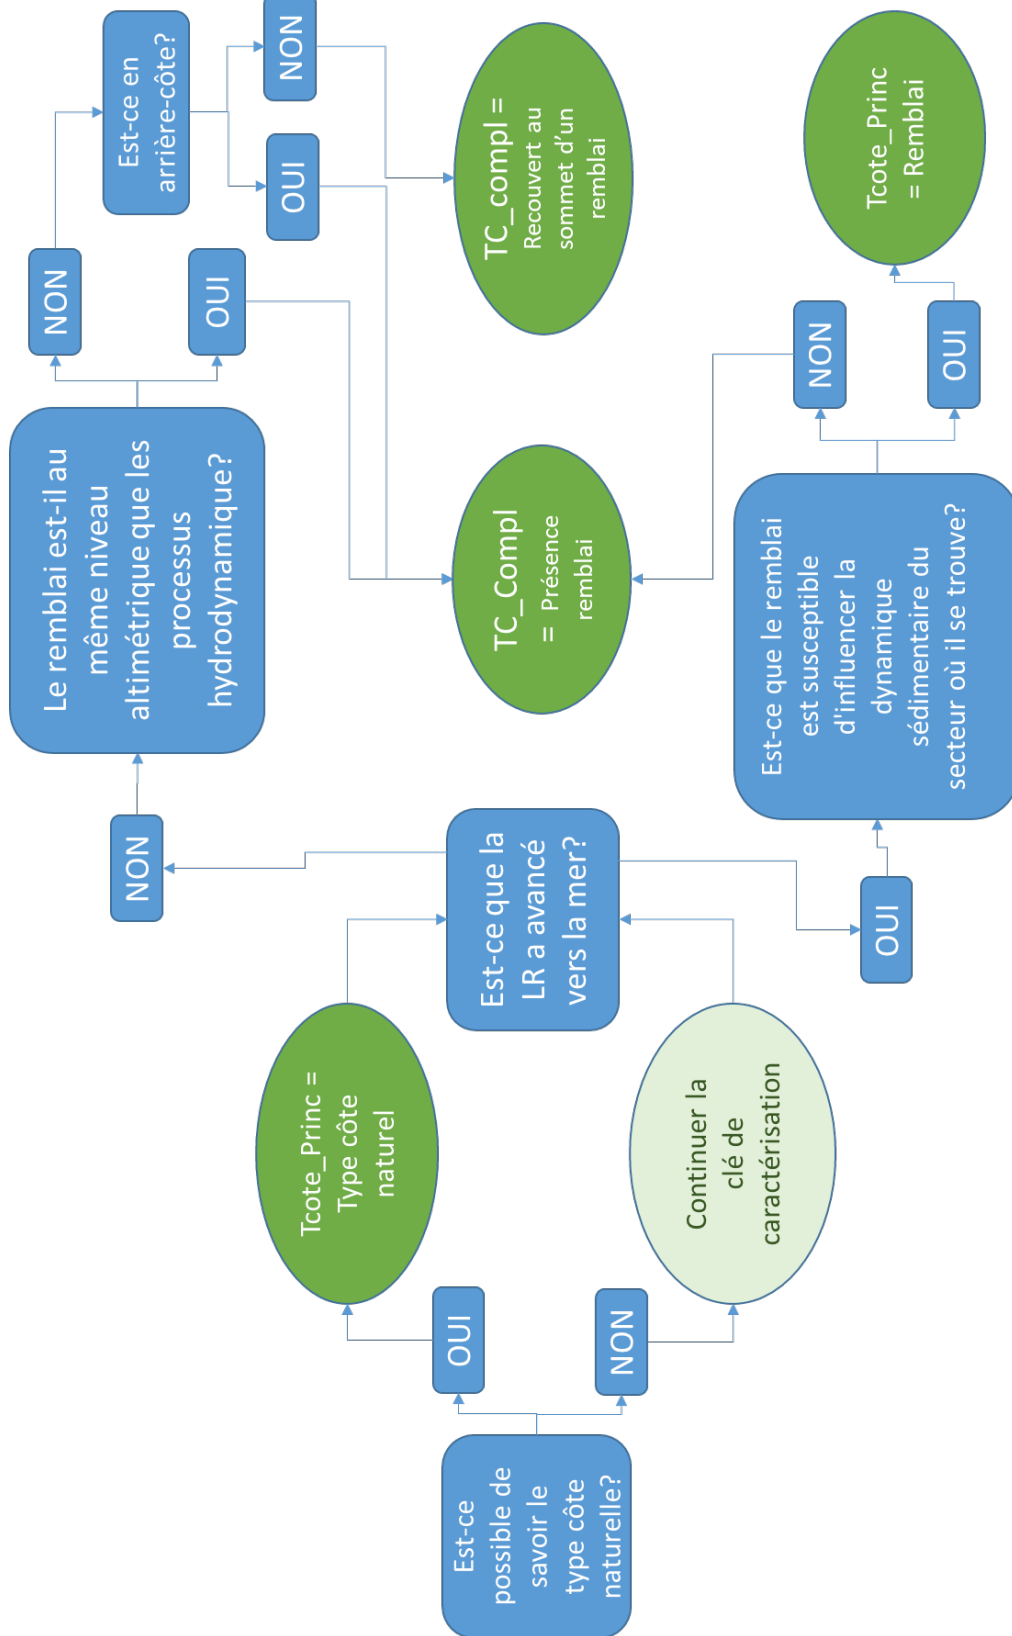 Est-ce
possible de
savoir le
type côte
naturelle?
OUI
NON
Tcote_Princ =
Type côte
naturel
Continuer la
clé de
caractérisation
Est-ce que la
LR a avancé
vers la mer?
NON
OUI
Le remblai est-il au
même niveau
altimétrique que les
processus
hydrodynamique?
Est-ce que le remblai
est susceptible
d'influencer la
dynamique
sédimentaire du
secteur où il se trouve?
NON
OUI
NON
OUI
Est-ce en
arrière-côte?
OUI
NON
TC_Compl
= Présence
remblai
TC_compl =
Recouvert au
sommet d’un
remblai
Tcote_Princ
= Remblai